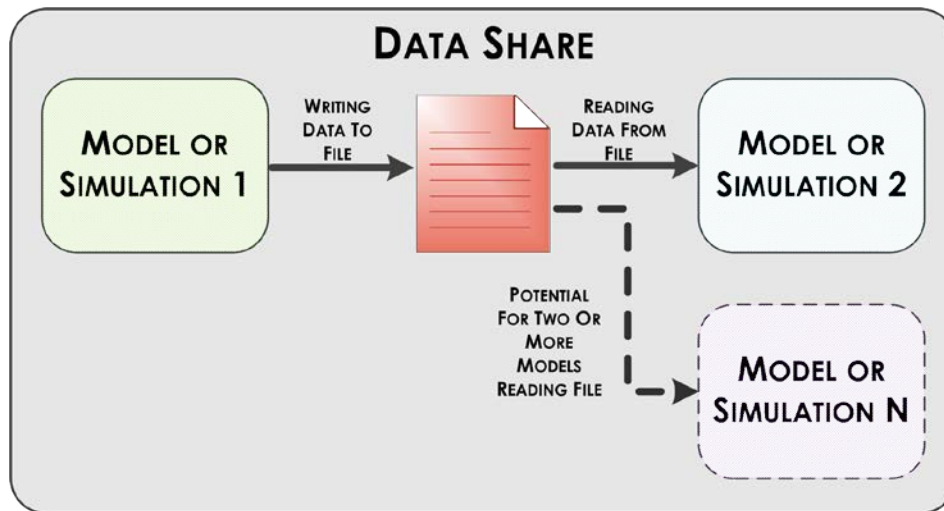 DATA SHARE
WRITING
DATA TO
FILE
READING
DATA FROM
FILE
MODEL OR
SIMULATION 1
MODEL OR
SIMULATION 2
POTENTIAL
FOR TWO OR
MORE
MODELS
READING FILE
MODEL OR
SIMULATION N